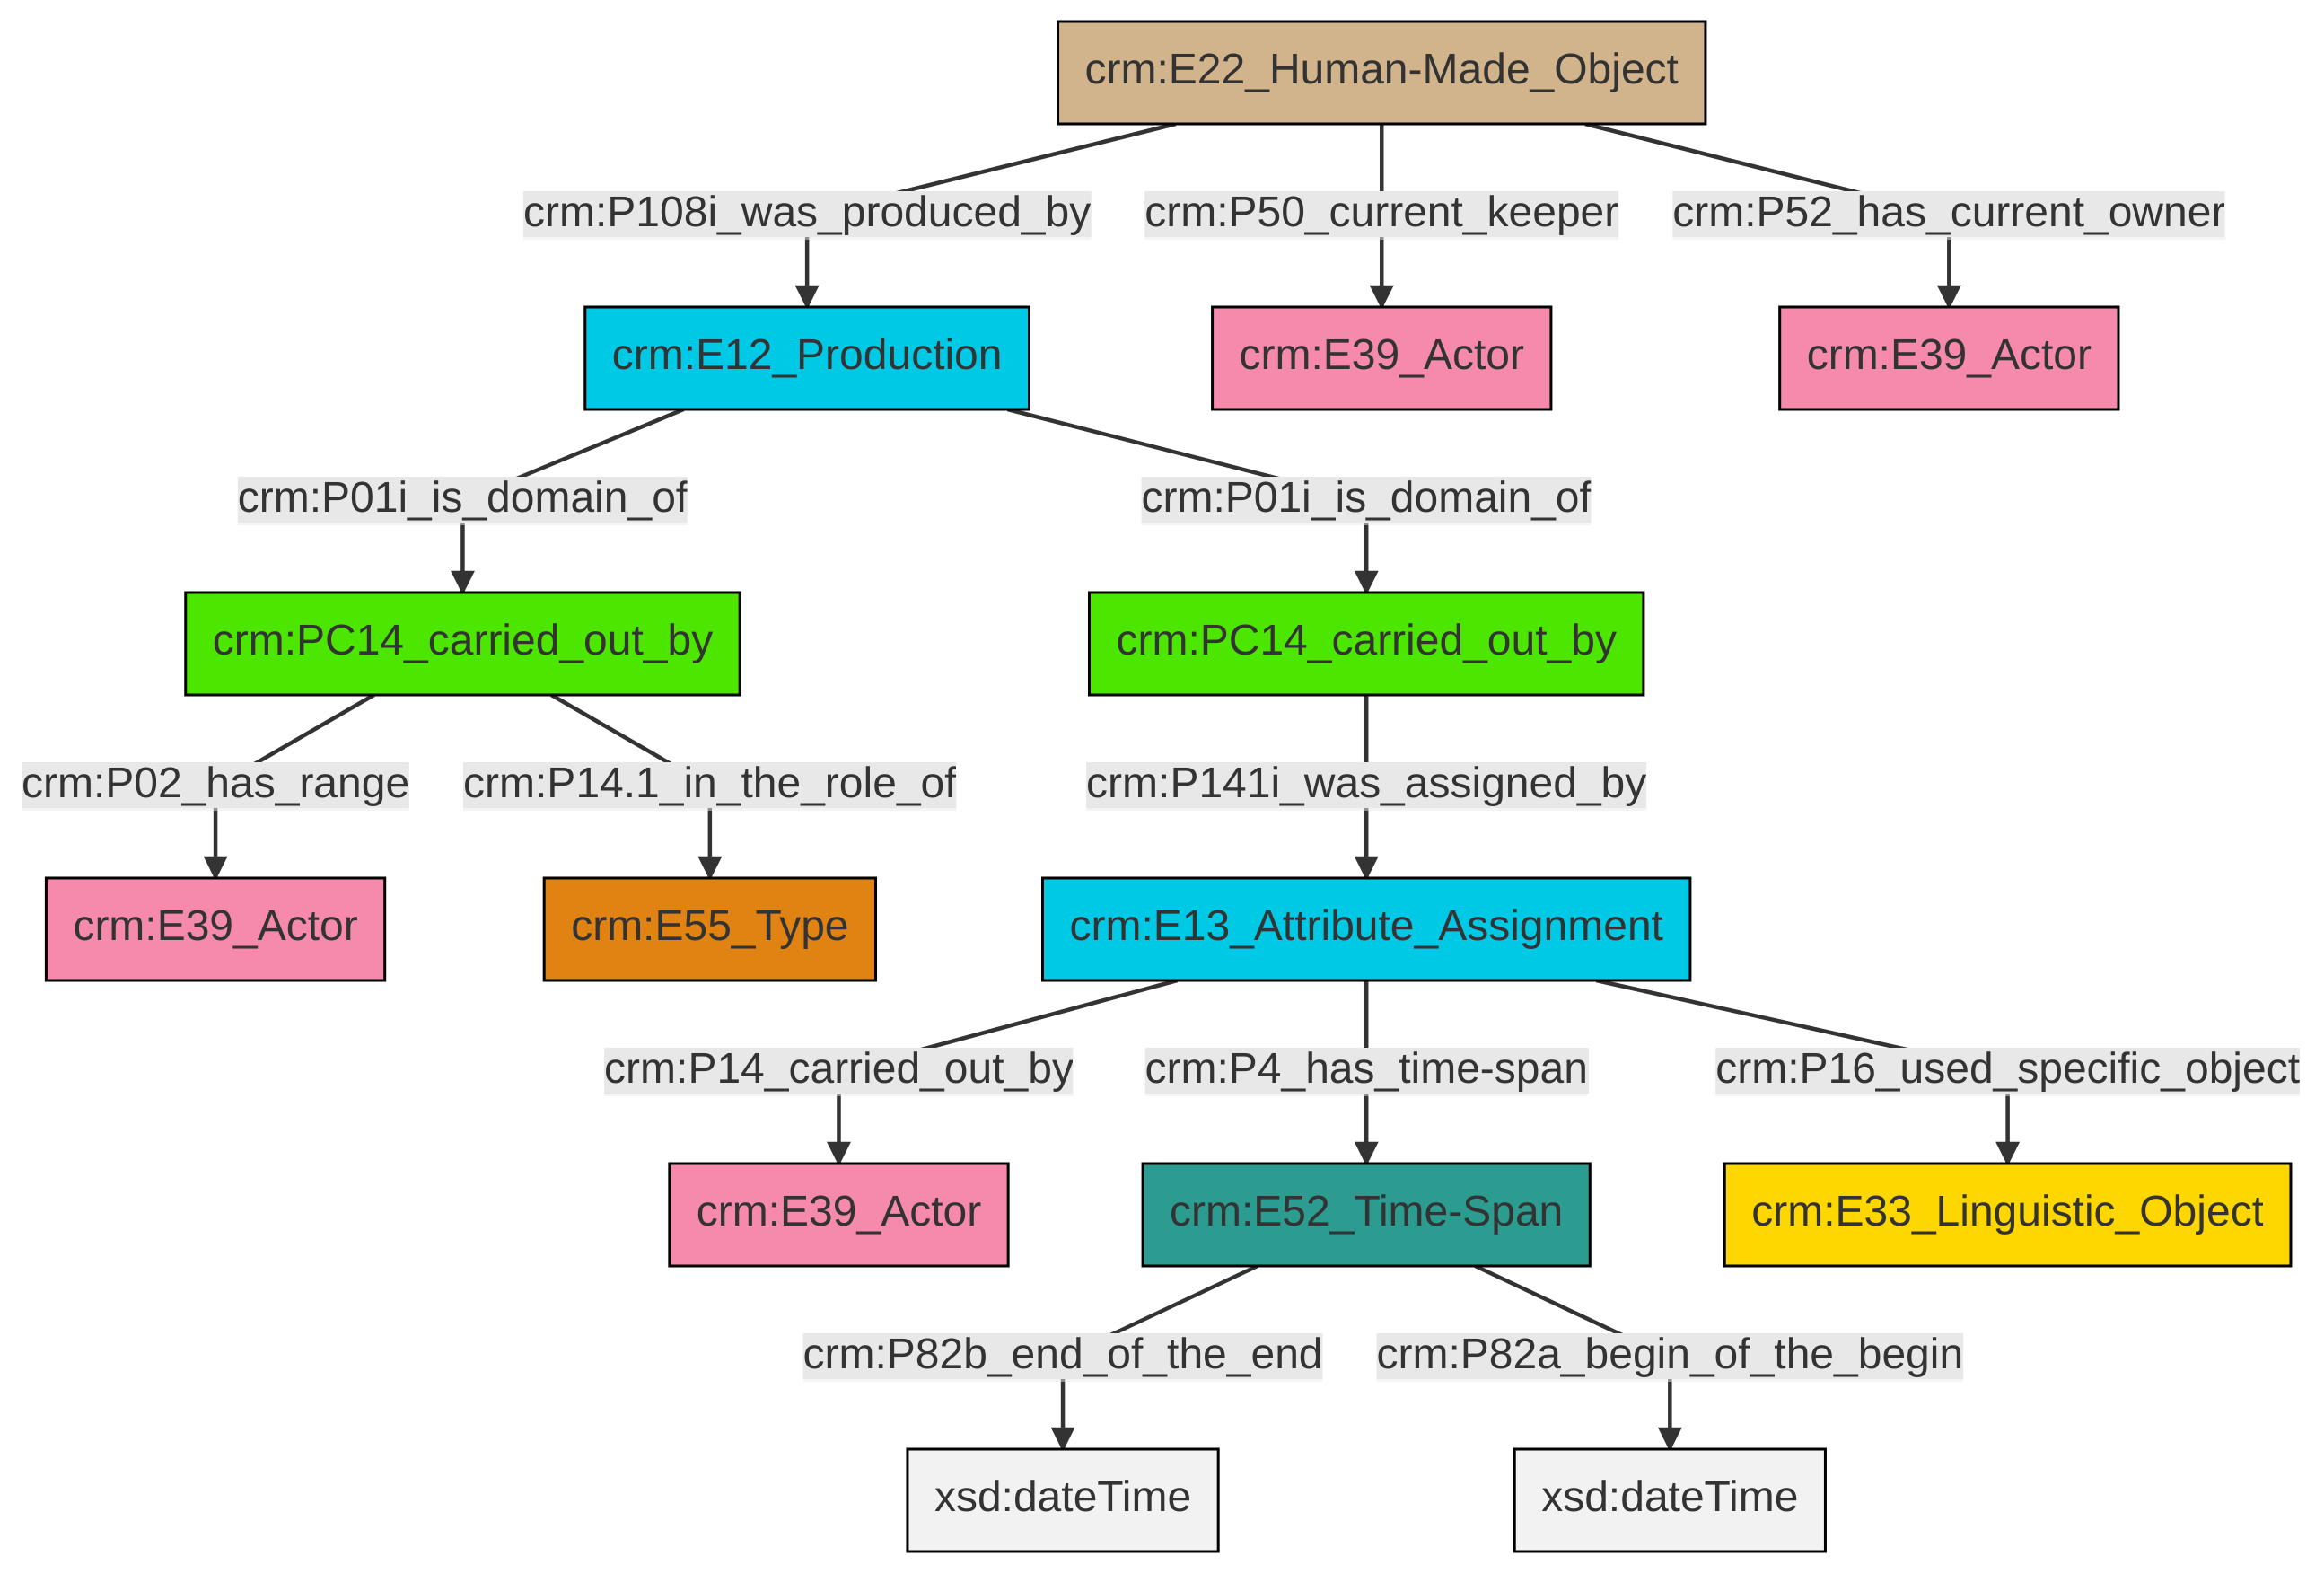 crm:E22_Human-Made_Object
crm:P108i_was_produced_by
crm:P50_current_keeper
crm:P52_has_current_owner
crm:E12_Production
crm:E39_Actor
crm:E39_Actor
crm:P01i_is_domain_of
crm:P01i_is_domain_of
crm:PC14_carried_out_by
crm:PC14_carried_out_by
crm:P02_has_range
crm:P14.1_in_the_role_of
crm:P141i_was_assigned_by
crm:E39_Actor
crm:E55_Type
crm:E13_Attribute_Assignment
crm:P14_carried_out_by
crm:P4_has_time-span
crm:P16_used_specific_object
crm:E39_Actor
crm:E52_Time-Span
crm:E33_Linguistic_Object
crm:P82b_end_of_the_end
crm:P82a_begin_of_the_begin
xsd:dateTime
xsd:dateTime